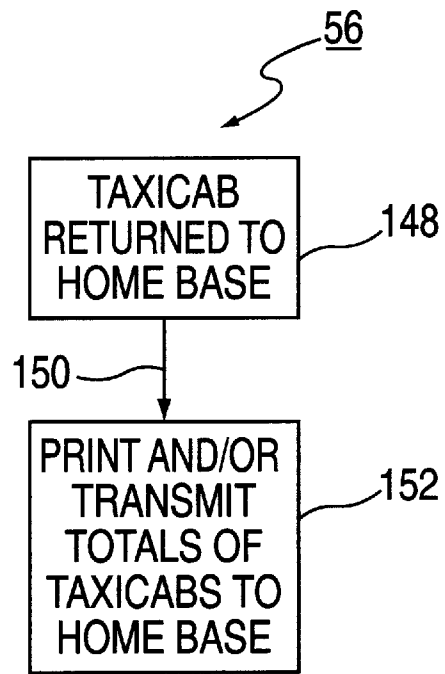 56
TAXICAB
RETURNED TO
HOME BASE
148
150
PRINT AND/OR
TRANSMIT
TOTALS OF
TAXICABS TO
HOME BASE
152